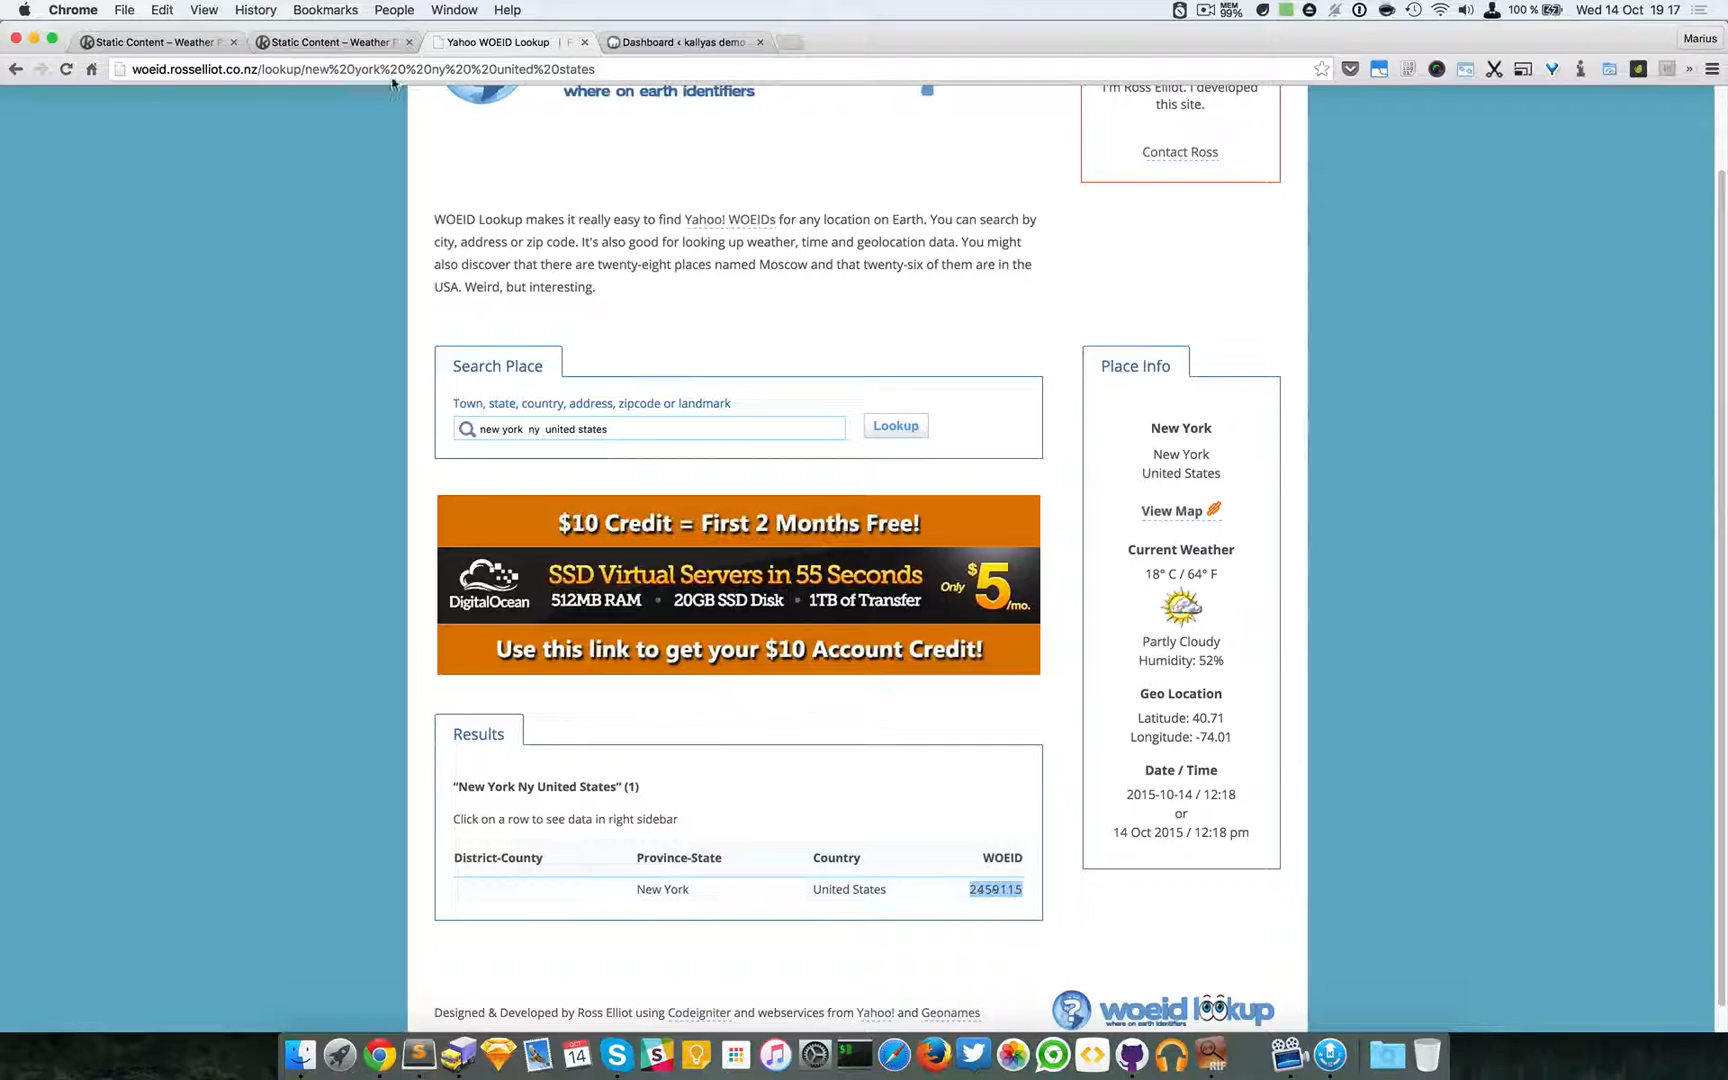 Chrome File Edit View History Bookmarks People Window Help
MEM 99% 100 % Wed 14 Oct 19:17
Static Content – Weather P
Static Content – Weather P
Yahoo WOEID Lookup | F
Dashboard ‹ kallyas demo
Marius
woeid.rosselliot.co.nz/lookup/new%20york%20%20ny%20%20united%20states
where on earth identifiers
I'm Ross Elliot. I developed
this site.
Contact Ross
WOEID Lookup makes it really easy to find Yahoo! WOEIDs for any location on Earth. You can search by
city, address or zip code. It's also good for looking up weather, time and geolocation data. You might
also discover that there are twenty-eight places named Moscow and that twenty-six of them are in the
USA. Weird, but interesting.
Search Place
Town, state, country, address, zipcode or landmark
new york  ny  united states
Lookup
$10 Credit = First 2 Months Free!
DigitalOcean
SSD Virtual Servers in 55 Seconds
512MB RAM • 20GB SSD Disk • 1TB of Transfer
Only $5/mo.
Use this link to get your $10 Account Credit!
Results
“New York Ny United States” (1)
Click on a row to see data in right sidebar
District-County Province-State Country WOEID
New York United States 2459115
Place Info
New York
New York
United States
View Map
Current Weather
18° C / 64° F
Partly Cloudy
Humidity: 52%
Geo Location
Latitude: 40.71
Longitude: -74.01
Date / Time
2015-10-14 / 12:18
or
14 Oct 2015 / 12:18 pm
Designed & Developed by Ross Elliot using Codeigniter and webservices from Yahoo! and Geonames
woeid lookup
where on earth identifiers
OCT
14